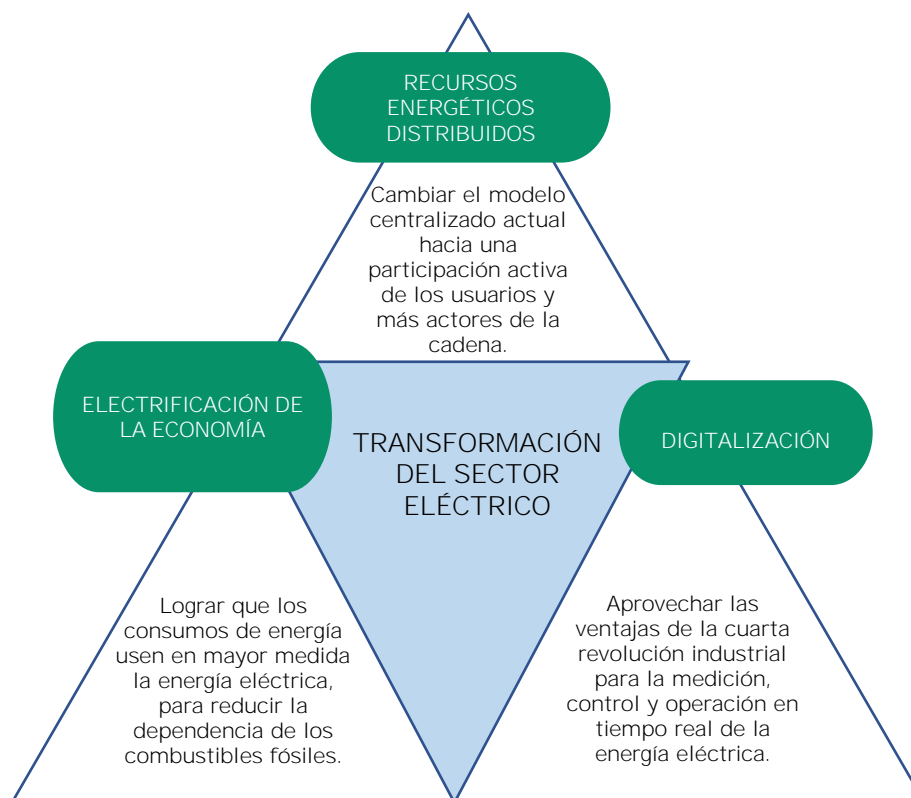 RECURSOS
ENERGÉTICOS
DISTRIBUIDOS
Cambiar el modelo
centralizado actual
hacia una
participación activa
de los usuarios y
más actores de la
cadena.
ELECTRIFICACIÓN DE
LA ECONOMÍA
TRANSFORMACIÓN
DEL SECTOR
ELÉCTRICO
DIGITALIZACIÓN
Lograr que los
consumos de energía
usen en mayor medida
la energía eléctrica,
para reducir la
dependencia de los
combustibles fósiles.
Aprovechar las
ventajas de la cuarta
revolución industrial
para la medición,
control y operación en
tiempo real de la
energía eléctrica.